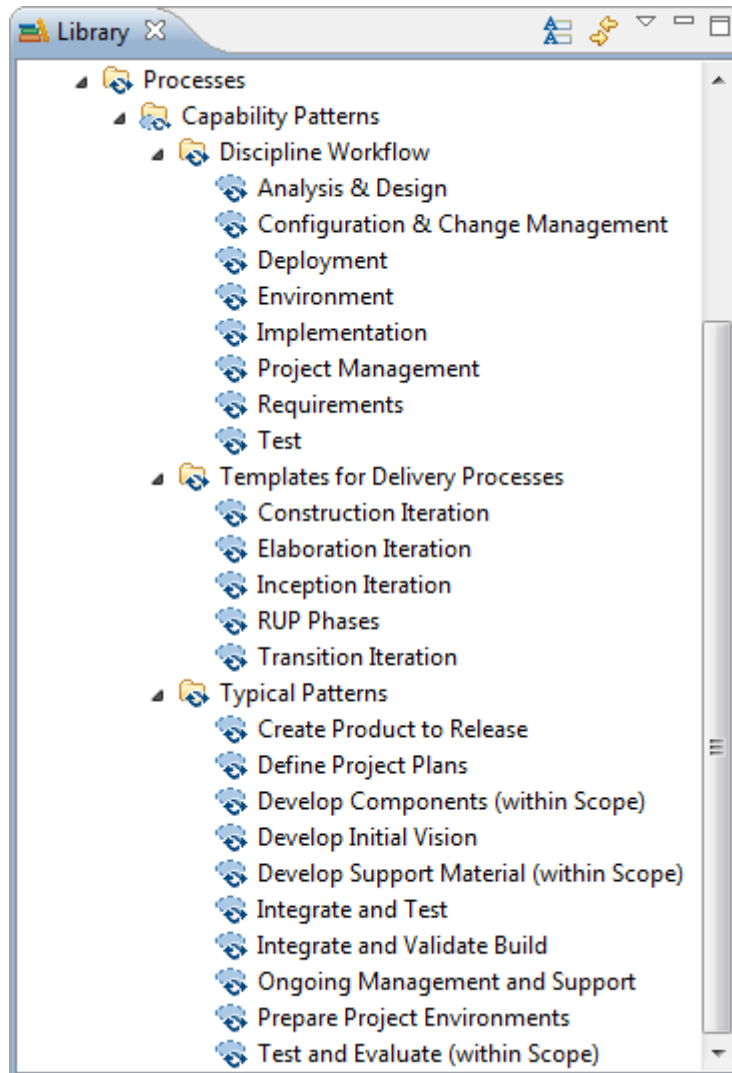 Library
Processes
Capability Patterns
Discipline Workflow
Analysis & Design
Configuration & Change Management
Deployment
Environment
Implementation
Project Management
Requirements
Test
Templates for Delivery Processes
Construction Iteration
Elaboration Iteration
Inception Iteration
RUP Phases
Transition Iteration
Typical Patterns
Create Product to Release
Define Project Plans
Develop Components (within Scope)
Develop Initial Vision
Develop Support Material (within Scope)
Integrate and Test
Integrate and Validate Build
Ongoing Management and Support
Prepare Project Environments
Test and Evaluate (within Scope)